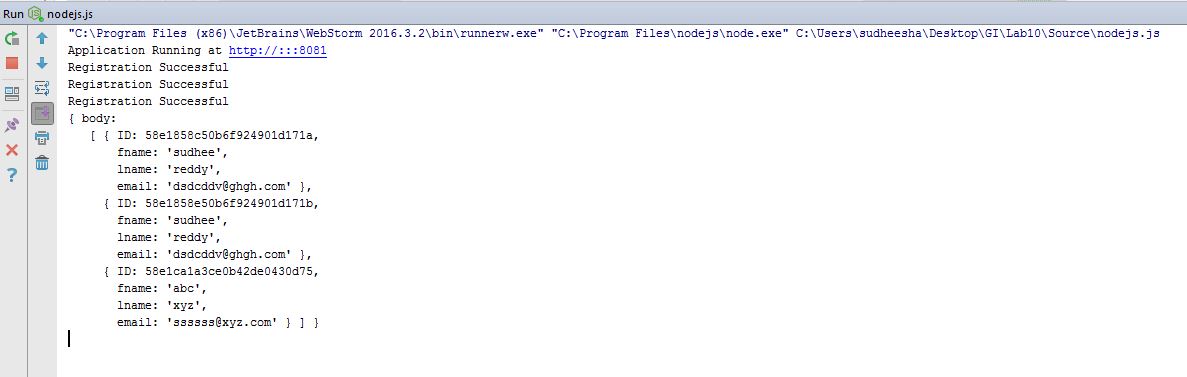 Run nodejs.js
"C:\Program Files (x86)\JetBrains\WebStorm 2016.3.2\bin\runnerw.exe" "C:\Program Files\nodejs\node.exe" C:\Users\sudheesha\Desktop\GI\Lab10\Source\nodejs.js
Application Running at http://:::8081
Registration Successful
Registration Successful
Registration Successful
{ body:
[ { ID: 58e1858c50b6f924901d171a,
fname: 'sudhee',
lname: 'reddy',
email: 'dsdcddv@ghgh.com' },
{ ID: 58e1858e50b6f924901d171b,
fname: 'sudhee',
lname: 'reddy',
email: 'dsdcddv@ghgh.com' },
{ ID: 58e1ca1a3ce0b42de0430d75,
fname: 'abc',
lname: 'xyz',
email: 'ssssss@xyz.com' } ] }